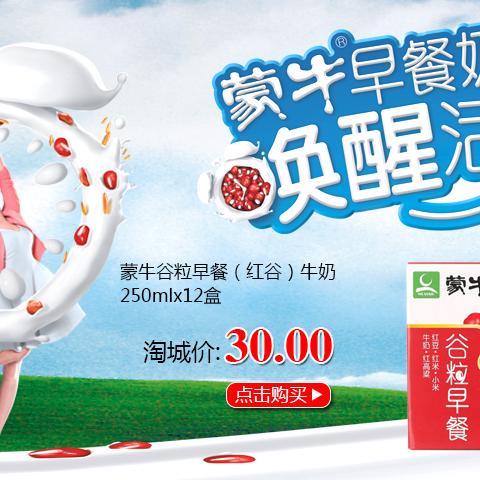 蒙牛®早餐奶
唤醒活
蒙牛谷粒早餐（红谷）牛奶
250mlx12盒
淘城价: 30.00
点击购买
蒙牛
谷粒早餐
红豆·红米·小米
牛奶·红高粱